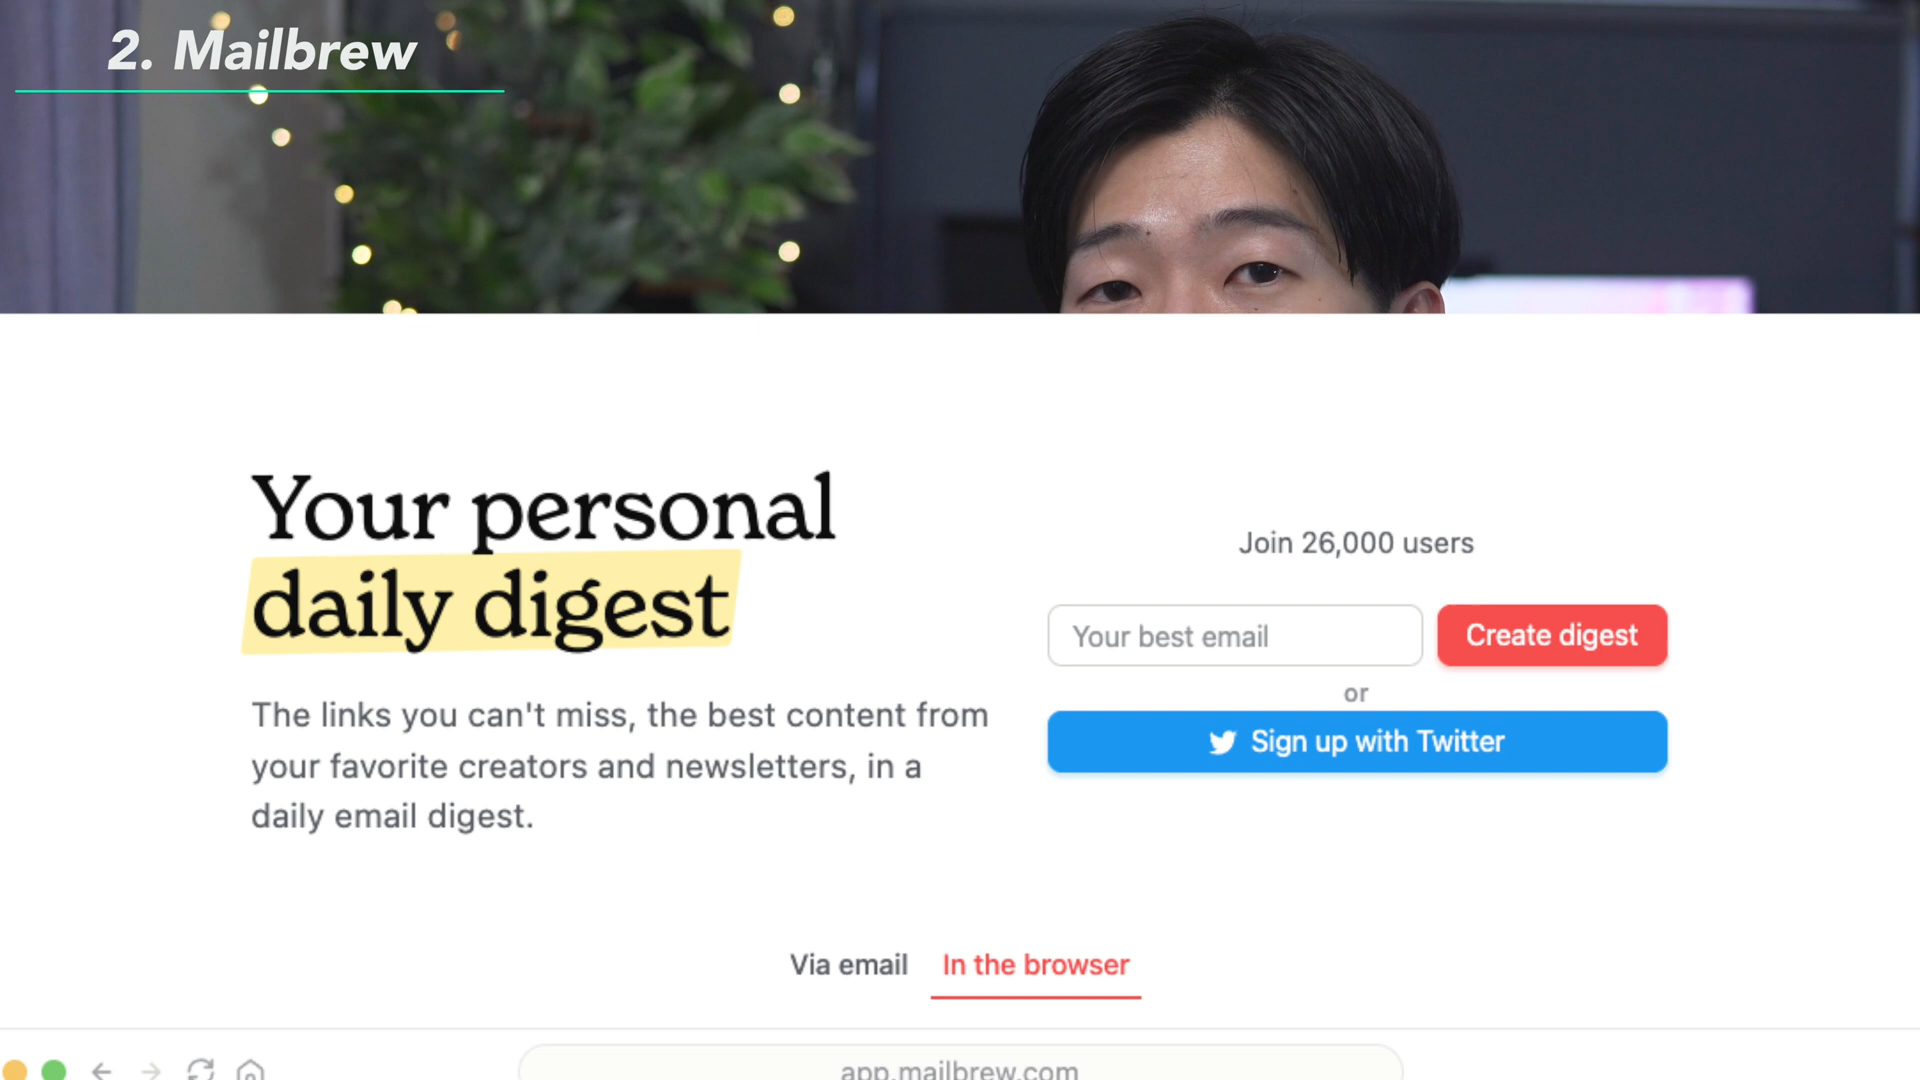 2. Mailbrew
Your personal
daily digest
The links you can't miss, the best content from
your favorite creators and newsletters, in a
daily email digest.
Join 26,000 users
Your best email
Create digest
or
Sign up with Twitter
Via email
In the browser
app.mailbrew.com